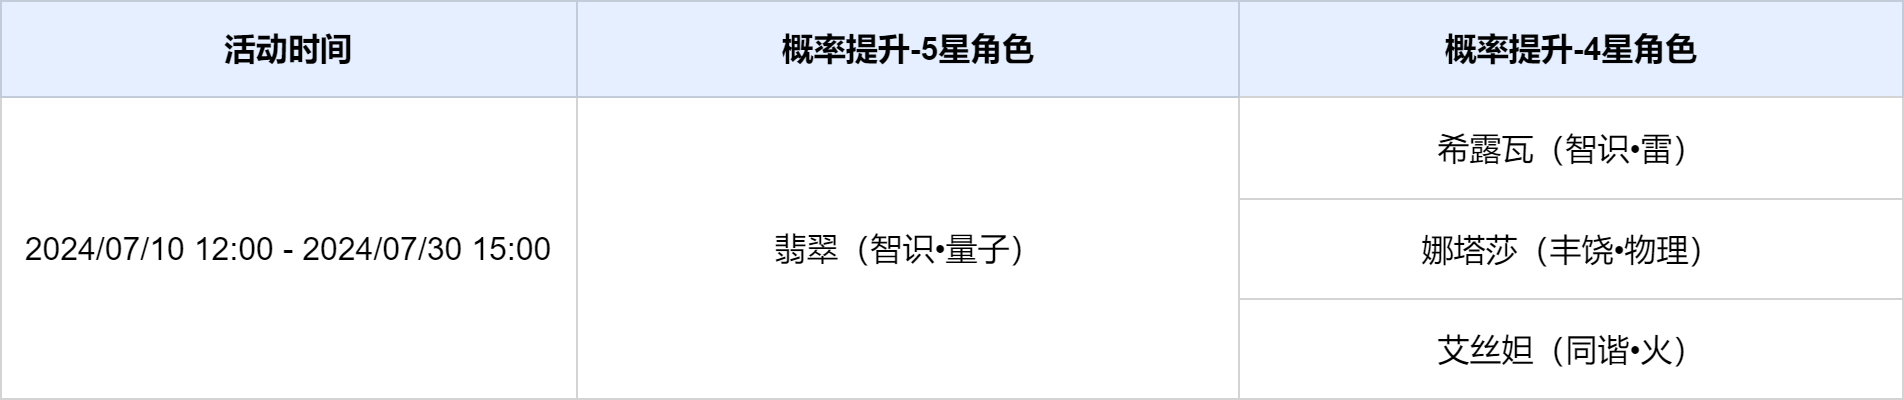 活动时间
概率提升-5星角色
概率提升-4星角色
2024/07/10 12:00 - 2024/07/30 15:00
翡翠（智识•量子）
希露瓦（智识•雷）
娜塔莎（丰饶•物理）
艾丝妲（同谐•火）